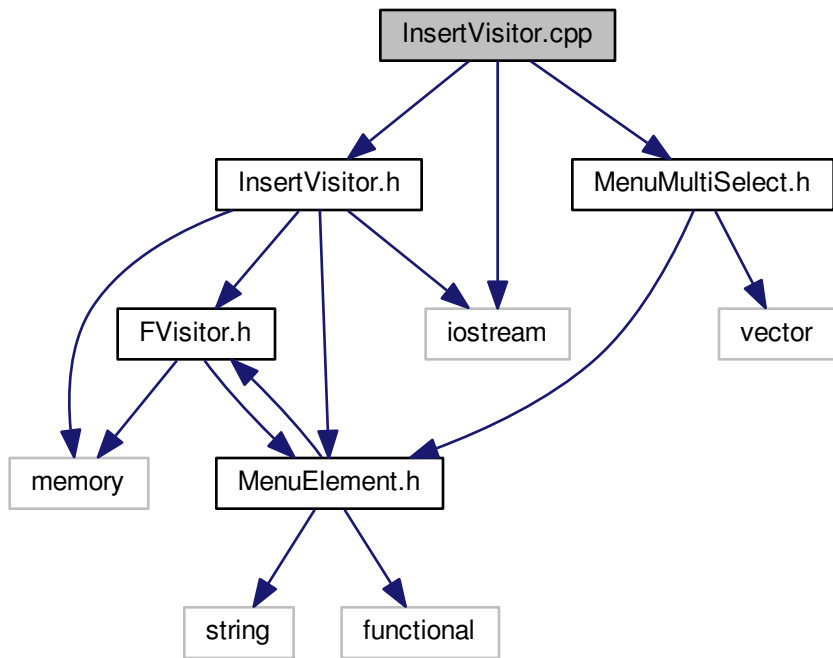 InsertVisitor.cpp
InsertVisitor.h
MenuMultiSelect.h
FVisitor.h
iostream
vector
memory
MenuElement.h
string
functional